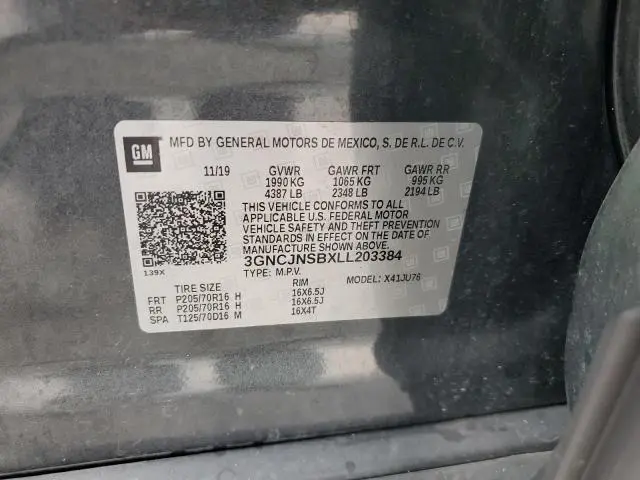 GM MFD BY GENERAL MOTORS DE MEXICO, S. DE R.L. DE C.V.
11/19 GVWR GAWR FRT GAWR RR
1990 KG 1065 KG 995 KG
4387 LB 2348 LB 2194 LB
THIS VEHICLE CONFORMS TO ALL
APPLICABLE U.S. FEDERAL MOTOR
VEHICLE SAFETY AND THEFT PREVENTION
STANDARDS IN EFFECT ON THE DATE OF
MANUFACTURE SHOWN ABOVE.
139X
3GNCJNSBXLL203384
TYPE: M.P.V. MODEL: X41JU76
TIRE SIZE RIM
FRT P205/70R16 H 16X6.5J
RR P205/70R16 H 16X6.5J
SPA T125/70D16 M 16X4T